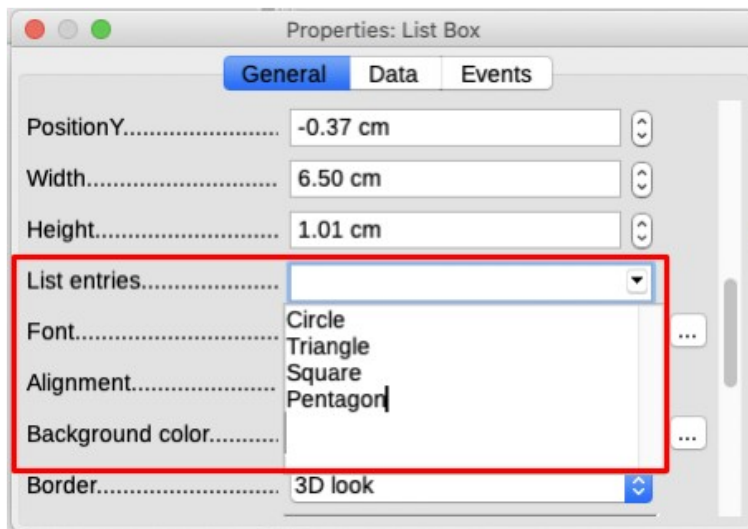 Properties: List Box
General Data Events
PositionY........................ -0.37 cm
Width............................. 6.50 cm
Height............................ 1.01 cm
List entries.......................
Circle
Font............................... ...
Triangle
Square
Alignment.......................
Pentagon
Background color........... ...
Border............................ 3D look